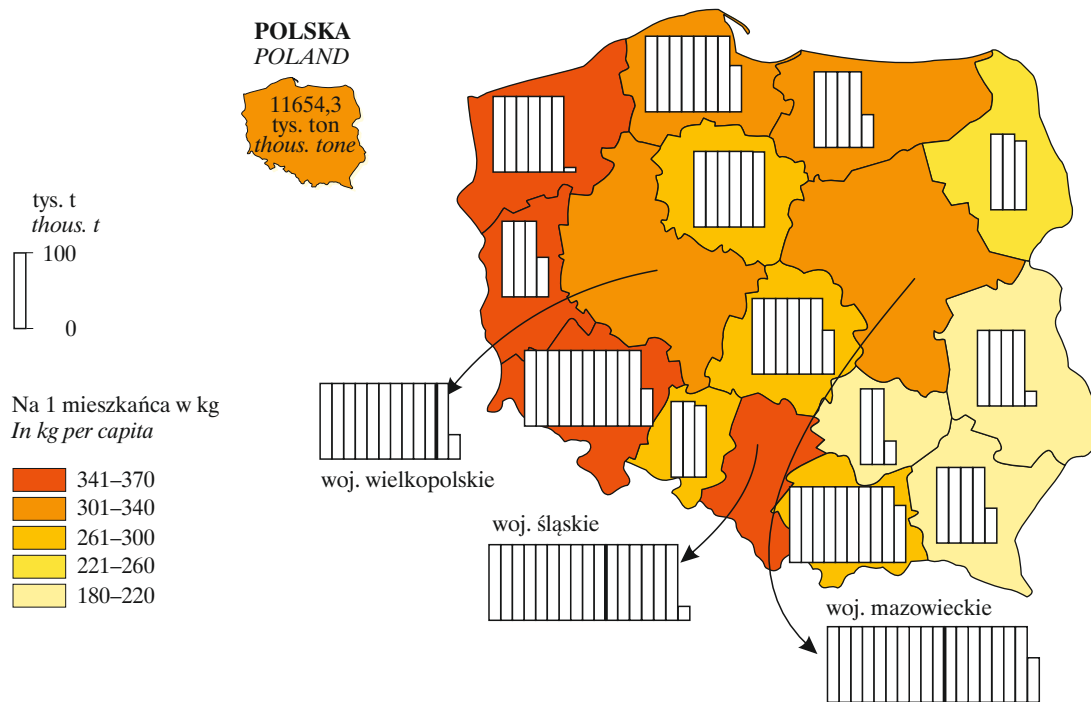 POLSKA
POLAND
11654,3
tys. ton
thous. tone
tys. t
thous. t
100
0
Na 1 mieszkańca w kg
In kg per capita
341–370
301–340
261–300
221–260
180–220
woj. wielkopolskie
woj. śląskie
woj. mazowieckie